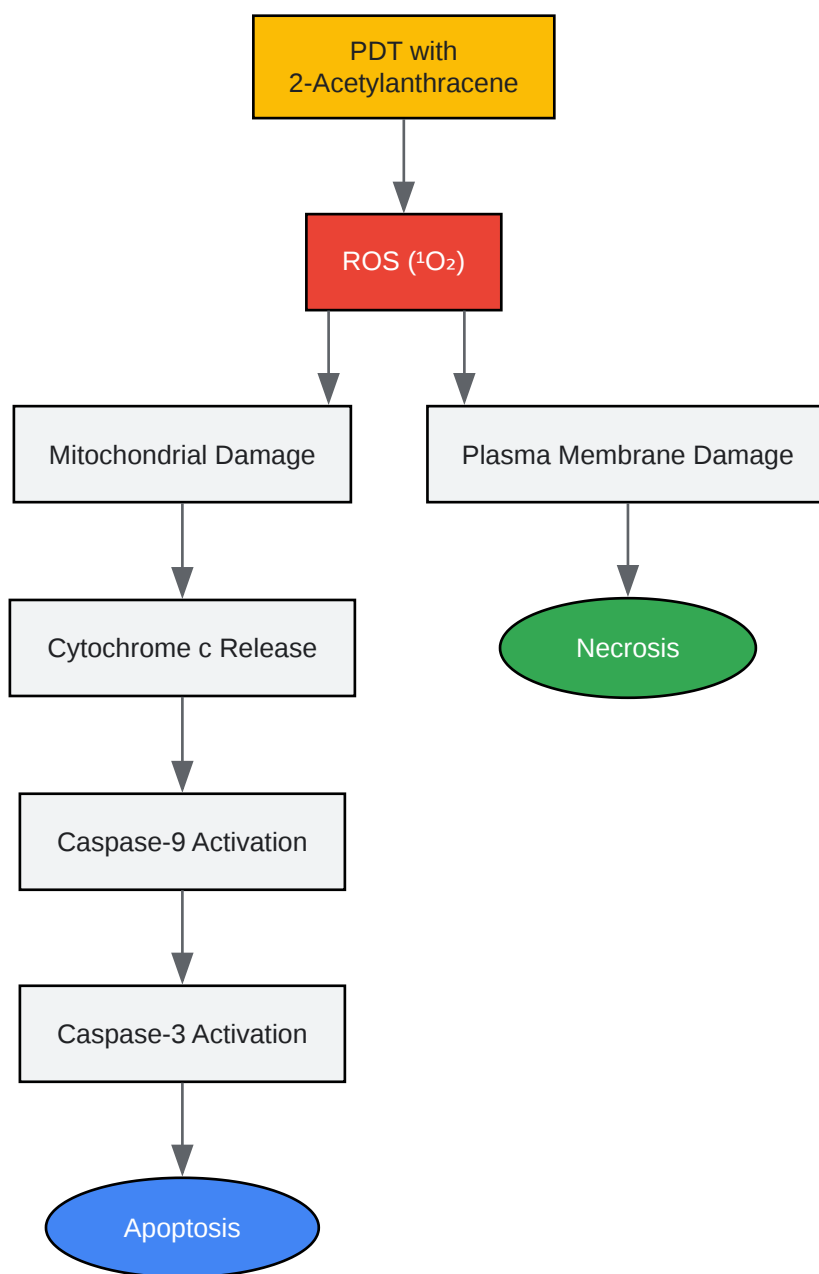 PDT with
2-Acetylanthracene
ROS (¹O₂)
Mitochondrial Damage
Plasma Membrane Damage
Cytochrome c Release
Necrosis
Caspase-9 Activation
Caspase-3 Activation
Apoptosis